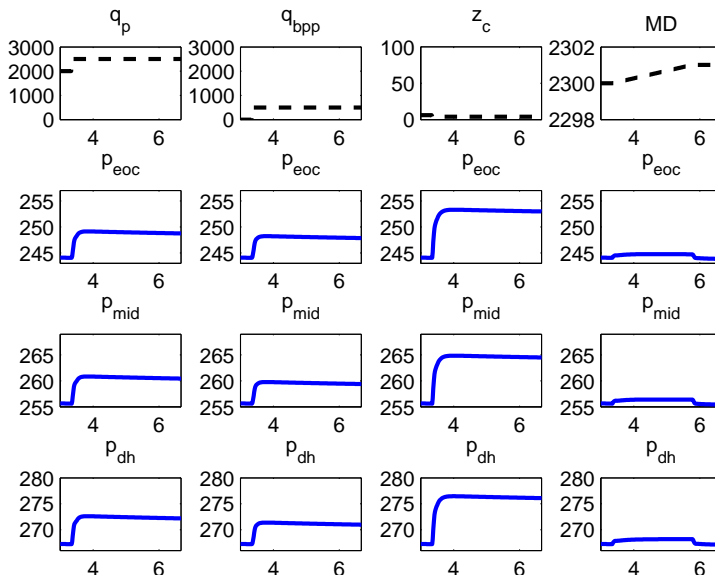 q_p q_bpp z_c MD
3000 3000 100 2302
2000 2000 50 2300
1000 1000
0 0 0 2298
4 6 4 6 4 6 4 6
p_eoc p_eoc p_eoc p_eoc
255 255 255 255
250 250 250 250
245 245 245 245
4 6 4 6 4 6 4 6
p_mid p_mid p_mid p_mid
265 265 265 265
260 260 260 260
255 255 255 255
4 6 4 6 4 6 4 6
p_dh p_dh p_dh p_dh
280 280 280 280
275 275 275 275
270 270 270 270
4 6 4 6 4 6 4 6